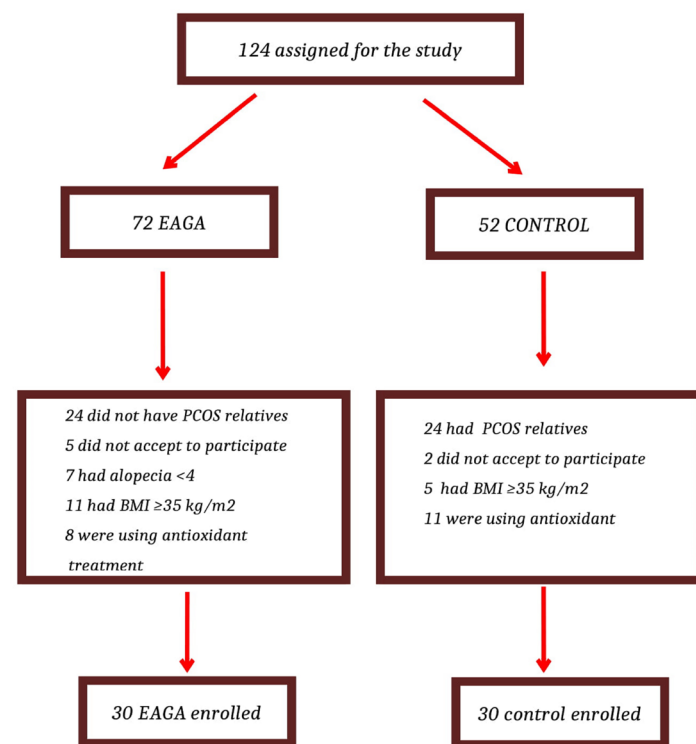 124 assigned for the study
72 EAGA
52 CONTROL
24 did not have PCOS relatives
5 did not accept to participate
7 had alopecia <4
11 had BMI ≥35 kg/m2
8 were using antioxidant
treatment
24 had PCOS relatives
2 did not accept to participate
5 had BMI ≥35 kg/m2
11 were using antioxidant
30 EAGA enrolled
30 control enrolled